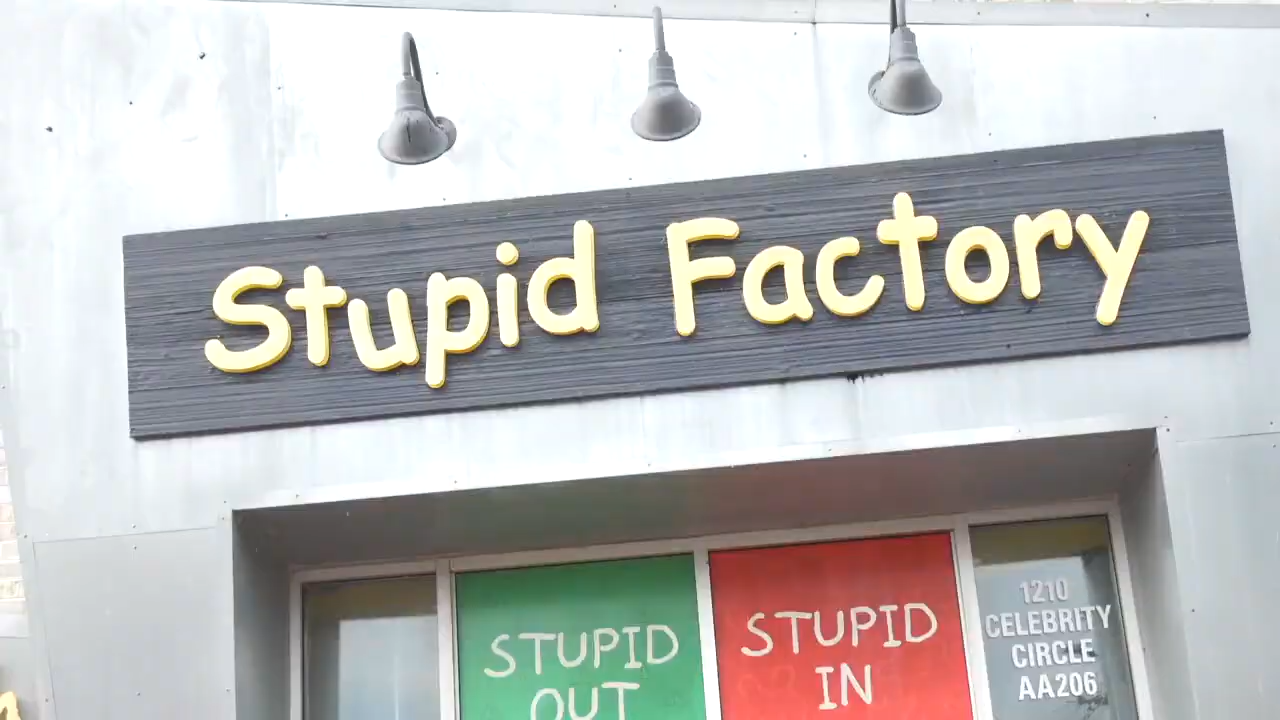 Stupid Factory
STUPID
OUT
STUPID
IN
1210
CELEBRITY
CIRCLE
AA206